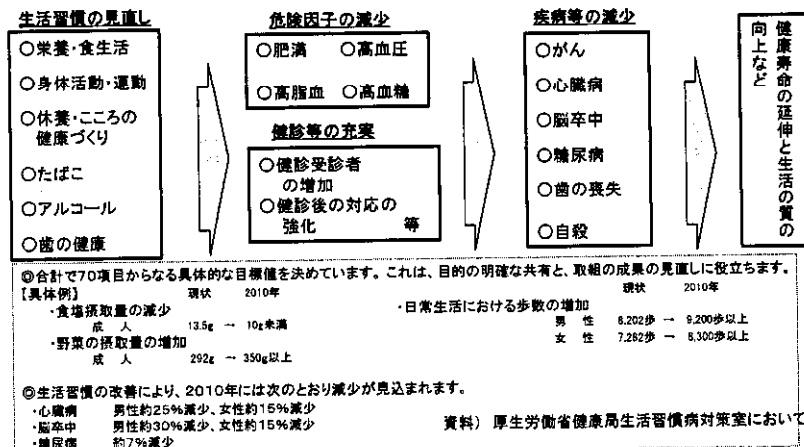 生活習慣の見直し
○栄養・食生活
○身体活動・運動
○休養・こころの
健康づくり
○たばこ
○アルコール
○歯の健康
危険因子の減少
○肥満 ○高血圧
○高脂血 ○高血糖
健診等の充実
○健診受診者
の増加
○健診後の対応の
強化 等
疾病等の減少
○がん
○心臓病
○脳卒中
○糖尿病
○歯の喪失
○自殺
健康寿命の延伸と生活の質の
向上など
◎合計で70項目からなる具体的な目標値を決めています。これは、目的の明確な共有と、取組の成果の見直しに役立ちます。
【具体例】 現状 2010年
・食塩摂取量の減少
成 人 13.5g → 10g未満
・野菜の摂取量の増加
成 人 292g → 350g以上
現状 2010年
・日常生活における歩数の増加
男 性 8,202歩 → 9,200歩以上
女 性 7,282歩 → 8,300歩以上
◎生活習慣の改善により、2010年には次のとおり減少が見込まれます。
・心臓病 男性約25%減少、女性約15%減少
・脳卒中 男性約30%減少、女性約15%減少
・糖尿病 約7%減少
資料）厚生労働省健康局生活習慣病対策室において